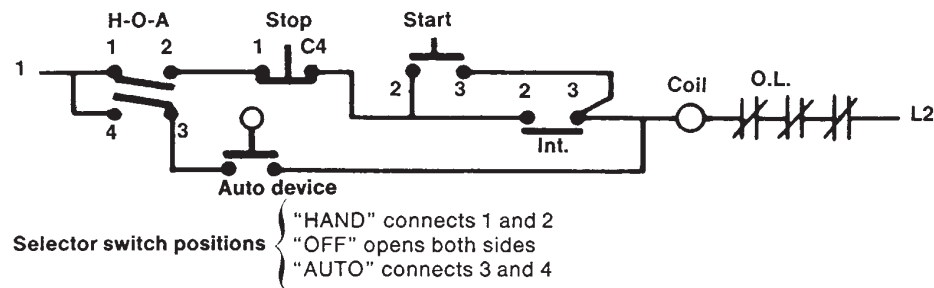 H-O-A Stop Start
1 2 1 C4
1
2 3 2 3 Coil O.L.
4 3 L2
Int.
Auto device
Selector switch positions
"HAND" connects 1 and 2
"OFF" opens both sides
"AUTO" connects 3 and 4